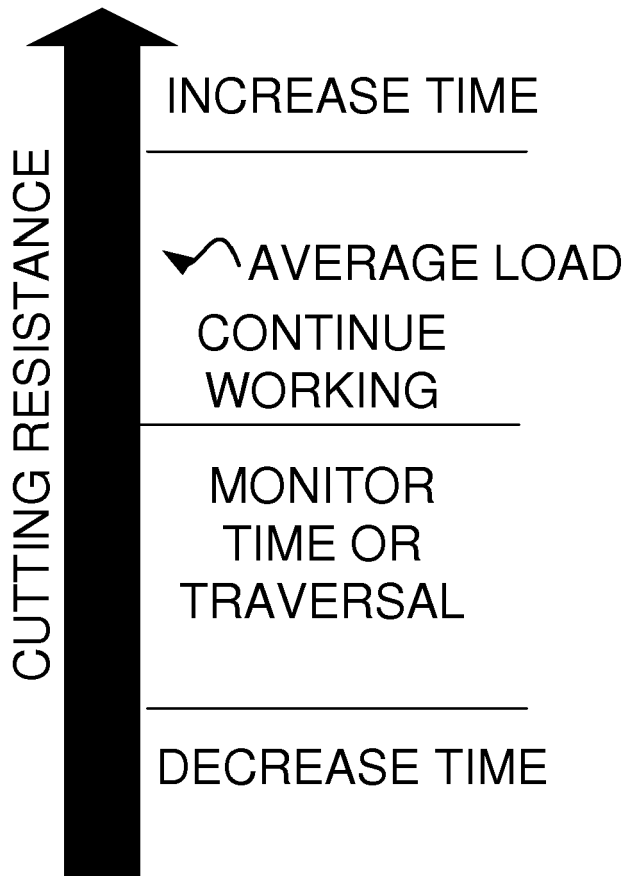 CUTTING RESISTANCE
INCREASE TIME
AVERAGE LOAD
CONTINUE
WORKING
MONITOR
TIME OR
TRAVERSAL
DECREASE TIME